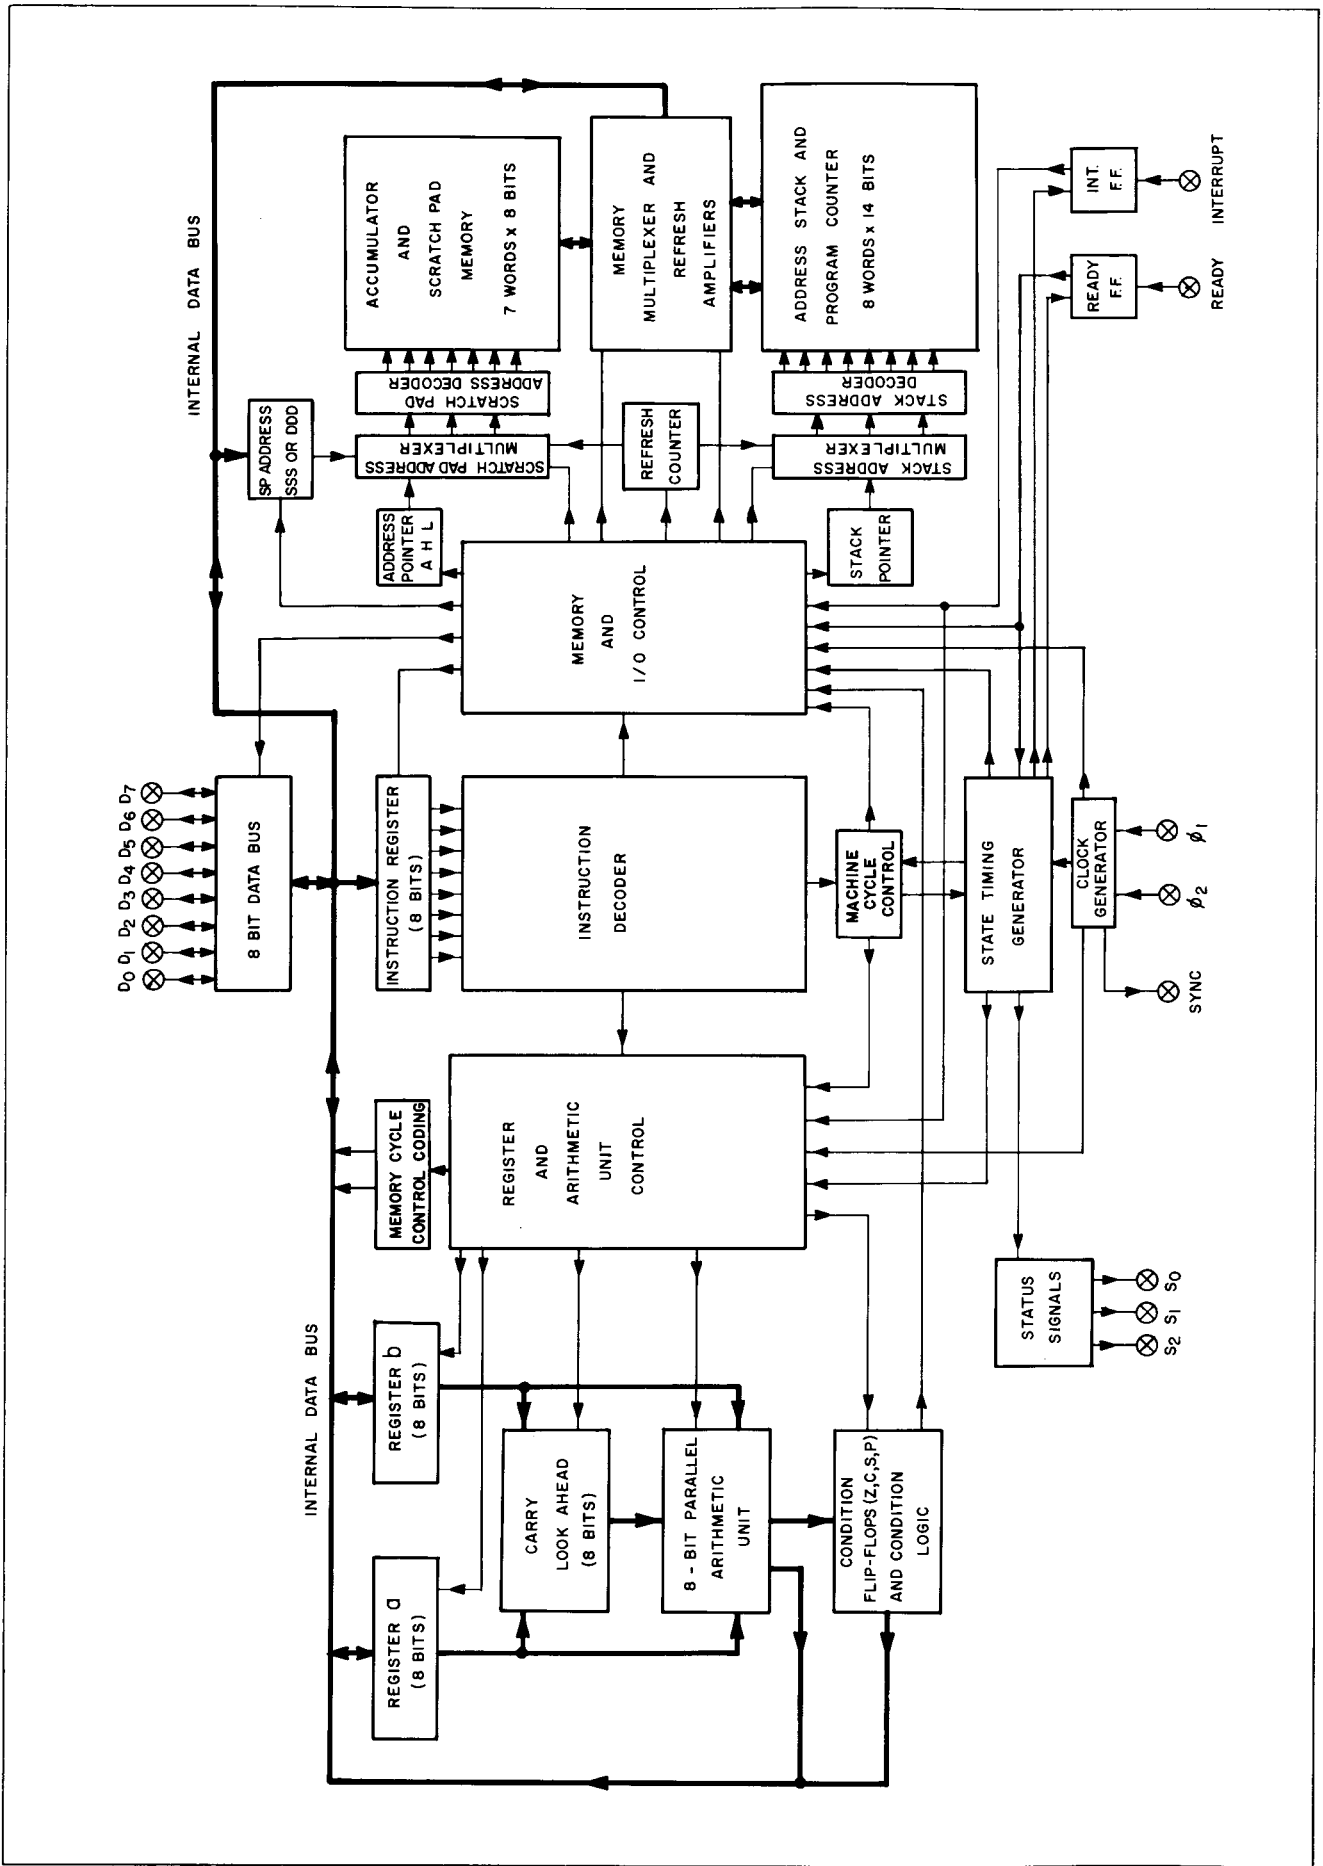 D0 D1 D2 D3 D4 D5 D6 D7
8 BIT DATA BUS
INTERNAL DATA BUS
INTERNAL DATA BUS
REGISTER a
(8 BITS)
REGISTER b
(8 BITS)
MEMORY CYCLE
CONTROL CODING
INSTRUCTION REGISTER
(8 BITS)
ADDRESS
POINTER
A H L
SP ADDRESS
SSS OR DDD
SCRATCH PAD ADDRESS
MULTIPLEXER
SCRATCH PAD
ADDRESS DECODER
ACCUMULATOR
AND
SCRATCH PAD
MEMORY
7 WORDS x 8 BITS
CARRY
LOOK AHEAD
(8 BITS)
8 - BIT PARALLEL
ARITHMETIC
UNIT
CONDITION
FLIP-FLOPS (Z,C,S,P)
AND CONDITION
LOGIC
REGISTER
AND
ARITHMETIC
UNIT
CONTROL
INSTRUCTION
DECODER
MEMORY
AND
I/O CONTROL
REFRESH
COUNTER
MEMORY
MULTIPLEXER AND
REFRESH
AMPLIFIERS
STACK
POINTER
STACK ADDRESS
MULTIPLEXER
STACK ADDRESS
DECODER
ADDRESS STACK AND
PROGRAM COUNTER
8 WORDS x 14 BITS
MACHINE
CYCLE
CONTROL
STATE TIMING
GENERATOR
CLOCK
GENERATOR
STATUS
SIGNALS
READY
F.F.
INT.
F.F.
S2 S1 S0
SYNC
ϕ2
ϕ1
READY
INTERRUPT